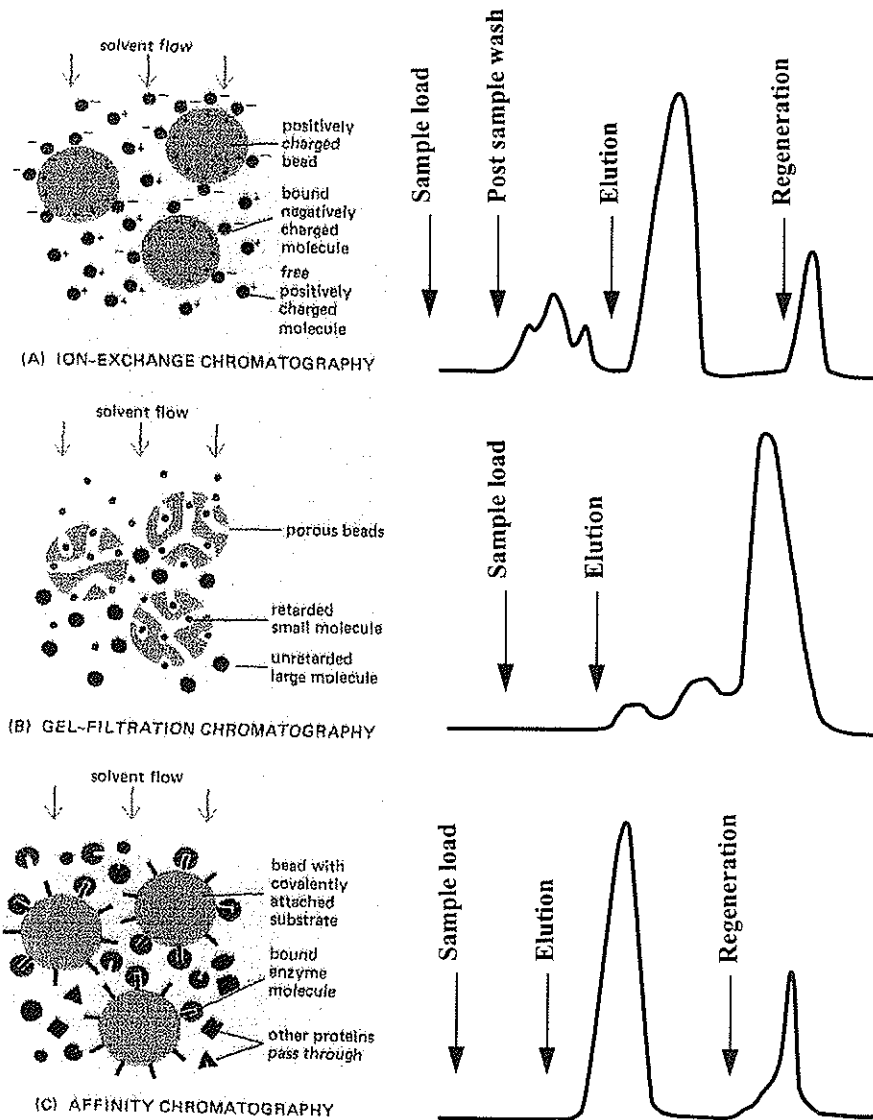 solvent flow
positively
charged
bead
bound
negatively
charged
molecule
free
positively
charged
molecule
(A) ION-EXCHANGE CHROMATOGRAPHY
Sample load
Post sample wash
Elution
Regeneration
solvent flow
porous beads
retarded
small molecule
unretarded
large molecule
(B) GEL-FILTRATION CHROMATOGRAPHY
Sample load
Elution
solvent flow
bead with
covalently
attached
substrate
bound
enzyme
molecule
other proteins
pass through
(C) AFFINITY CHROMATOGRAPHY
Sample load
Elution
Regeneration